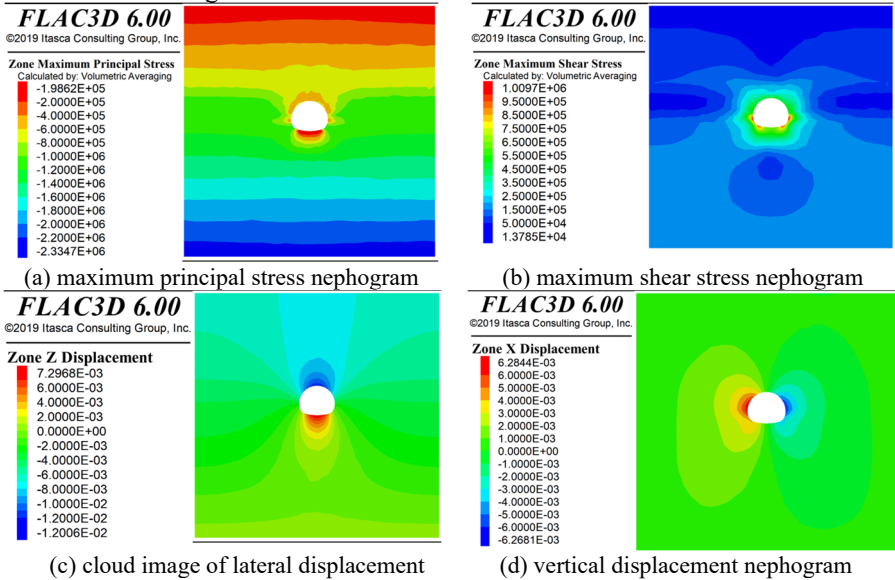 FLAC3D 6.00
©2019 Itasca Consulting Group, Inc.
Zone Maximum Principal Stress
Calculated by: Volumetric Averaging
-1.9862E+05
-2.0000E+05
-4.0000E+05
-6.0000E+05
-8.0000E+05
-1.0000E+06
-1.2000E+06
-1.4000E+06
-1.6000E+06
-1.8000E+06
-2.0000E+06
-2.2000E+06
-2.3347E+06
(a) maximum principal stress nephogram
FLAC3D 6.00
©2019 Itasca Consulting Group, Inc.
Zone Maximum Shear Stress
Calculated by: Volumetric Averaging
1.0097E+06
9.5000E+05
8.5000E+05
7.5000E+05
6.5000E+05
5.5000E+05
4.5000E+05
3.5000E+05
2.5000E+05
1.5000E+05
5.0000E+04
1.3785E+04
(b) maximum shear stress nephogram
FLAC3D 6.00
©2019 Itasca Consulting Group, Inc.
Zone Z Displacement
7.2968E-03
6.0000E-03
4.0000E-03
2.0000E-03
0.0000E+00
-2.0000E-03
-4.0000E-03
-6.0000E-03
-8.0000E-03
-1.0000E-02
-1.2000E-02
-1.2006E-02
(c) cloud image of lateral displacement
FLAC3D 6.00
©2019 Itasca Consulting Group, Inc.
Zone X Displacement
6.2844E-03
6.0000E-03
5.0000E-03
4.0000E-03
3.0000E-03
2.0000E-03
1.0000E-03
0.0000E+00
-1.0000E-03
-2.0000E-03
-3.0000E-03
-4.0000E-03
-5.0000E-03
-6.0000E-03
-6.2681E-03
(d) vertical displacement nephogram